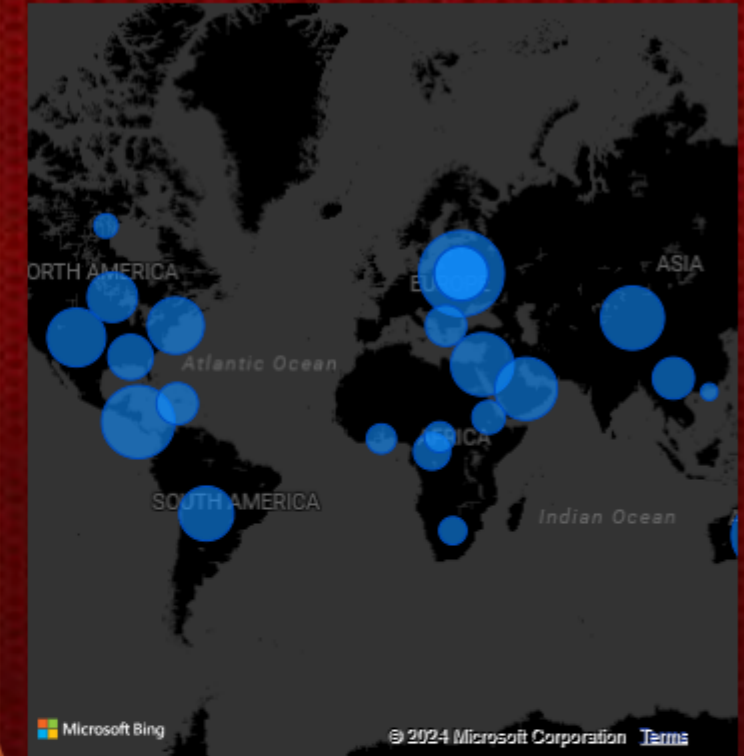 ORTH AMERICA
ASIA
Atlantic Ocean
AFRICA
SOUTH AMERICA
Indian Ocean
Microsoft Bing
© 2024 Microsoft Corporation Terms